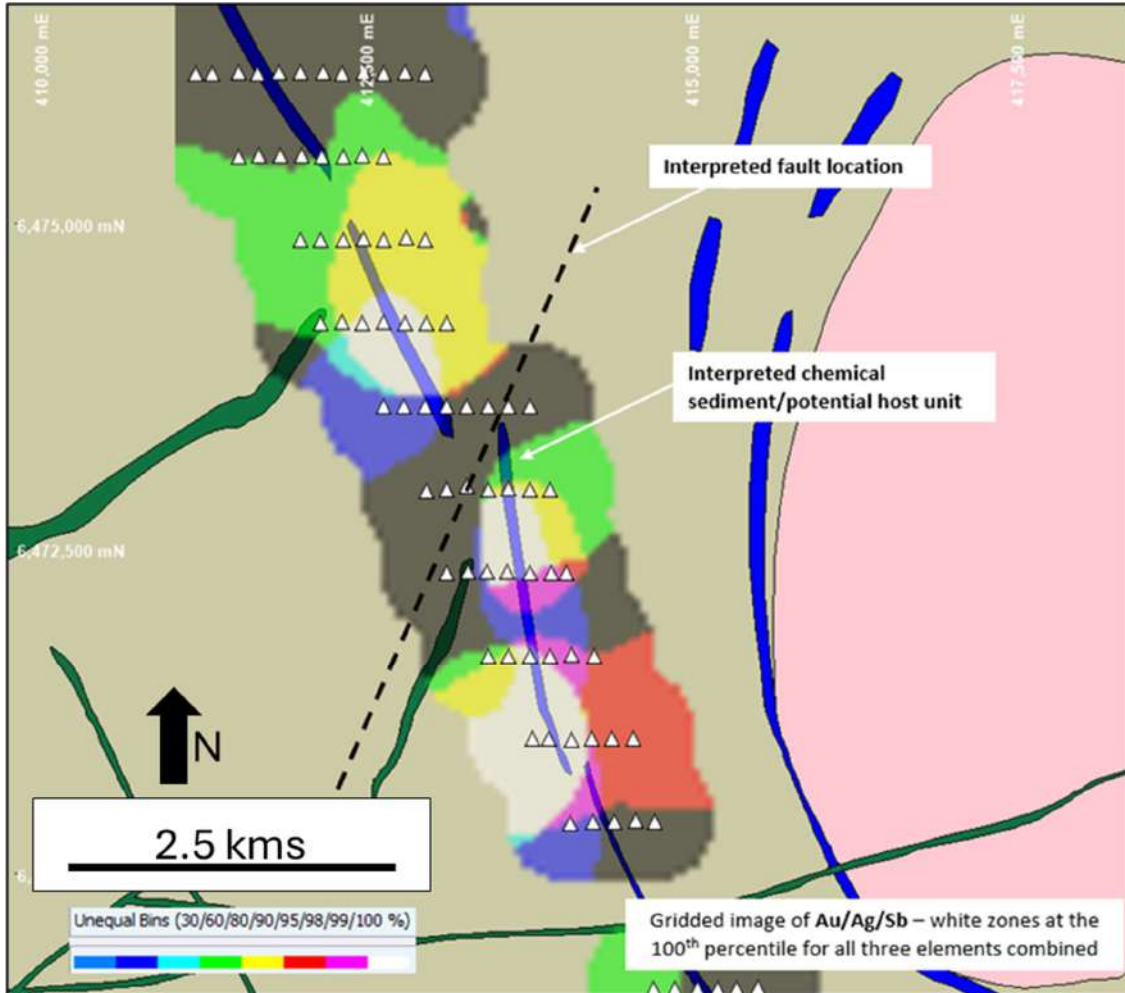 410,000 mE
412,500 mE
415,000 mE
417,500 mE
Interpreted fault location
6,475,000 mN
Interpreted chemical
sediment/potential host unit
6,472,500 mN
N
2.5 kms
Unequal Bins (30/60/80/90/95/98/99/100 %)
Gridded image of Au/Ag/Sb – white zones at the
100th percentile for all three elements combined